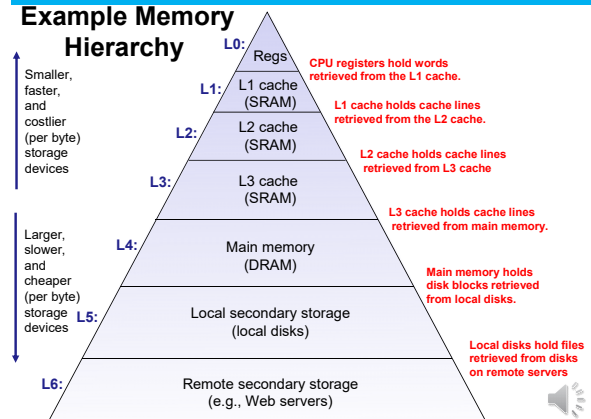 Example Memory
Hierarchy
L0:
Regs
CPU registers hold words
retrieved from the L1 cache.
Smaller,
faster,
and
costlier
(per byte)
storage
devices
L1:
L1 cache
(SRAM)
L1 cache holds cache lines
retrieved from the L2 cache.
L2:
L2 cache
(SRAM)
L2 cache holds cache lines
retrieved from L3 cache
L3:
L3 cache
(SRAM)
L3 cache holds cache lines
retrieved from main memory.
Larger,
slower,
and
cheaper
(per byte)
storage
devices
L4:
Main memory
(DRAM)
Main memory holds
disk blocks retrieved
from local disks.
L5:
Local secondary storage
(local disks)
Local disks hold files
retrieved from disks
on remote servers
L6:
Remote secondary storage
(e.g., Web servers)